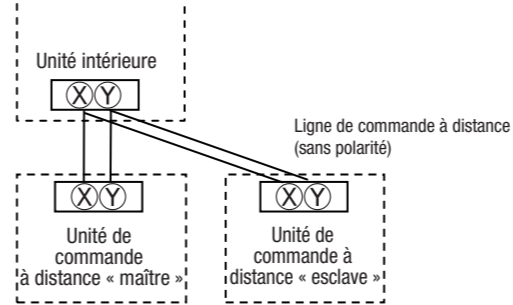 Unité intérieure
X Y
Ligne de commande à distance
(sans polarité)
X Y
X Y
Unité de
commande
à distance « maître »
Unité de
commande à
distance « esclave »